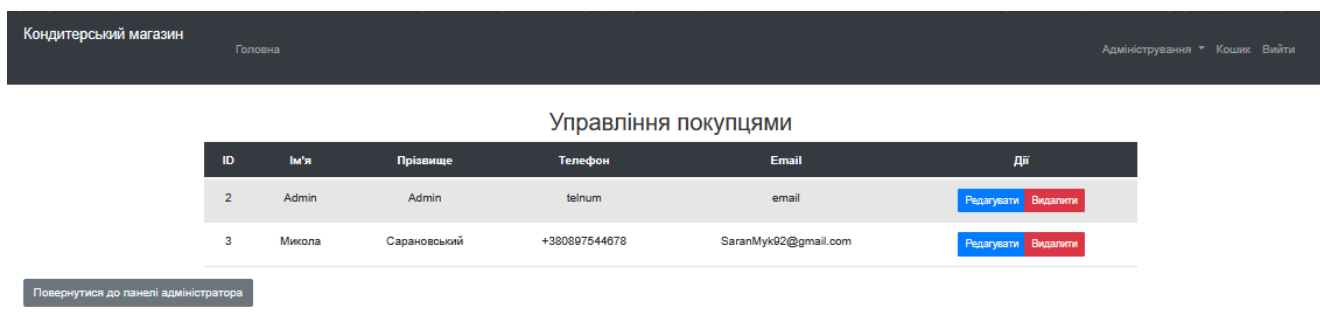 Кондитерський магазин
Головна
Адміністрування Кошик Вийти
Управління покупцями
ID Ім'я Прізвище Телефон Email Дії
2 Admin Admin telnum email Редагувати Видалити
3 Микола Сарановський +380897544678 SaranMyk92@gmail.com Редагувати Видалити
Повернутися до панелі адміністратора